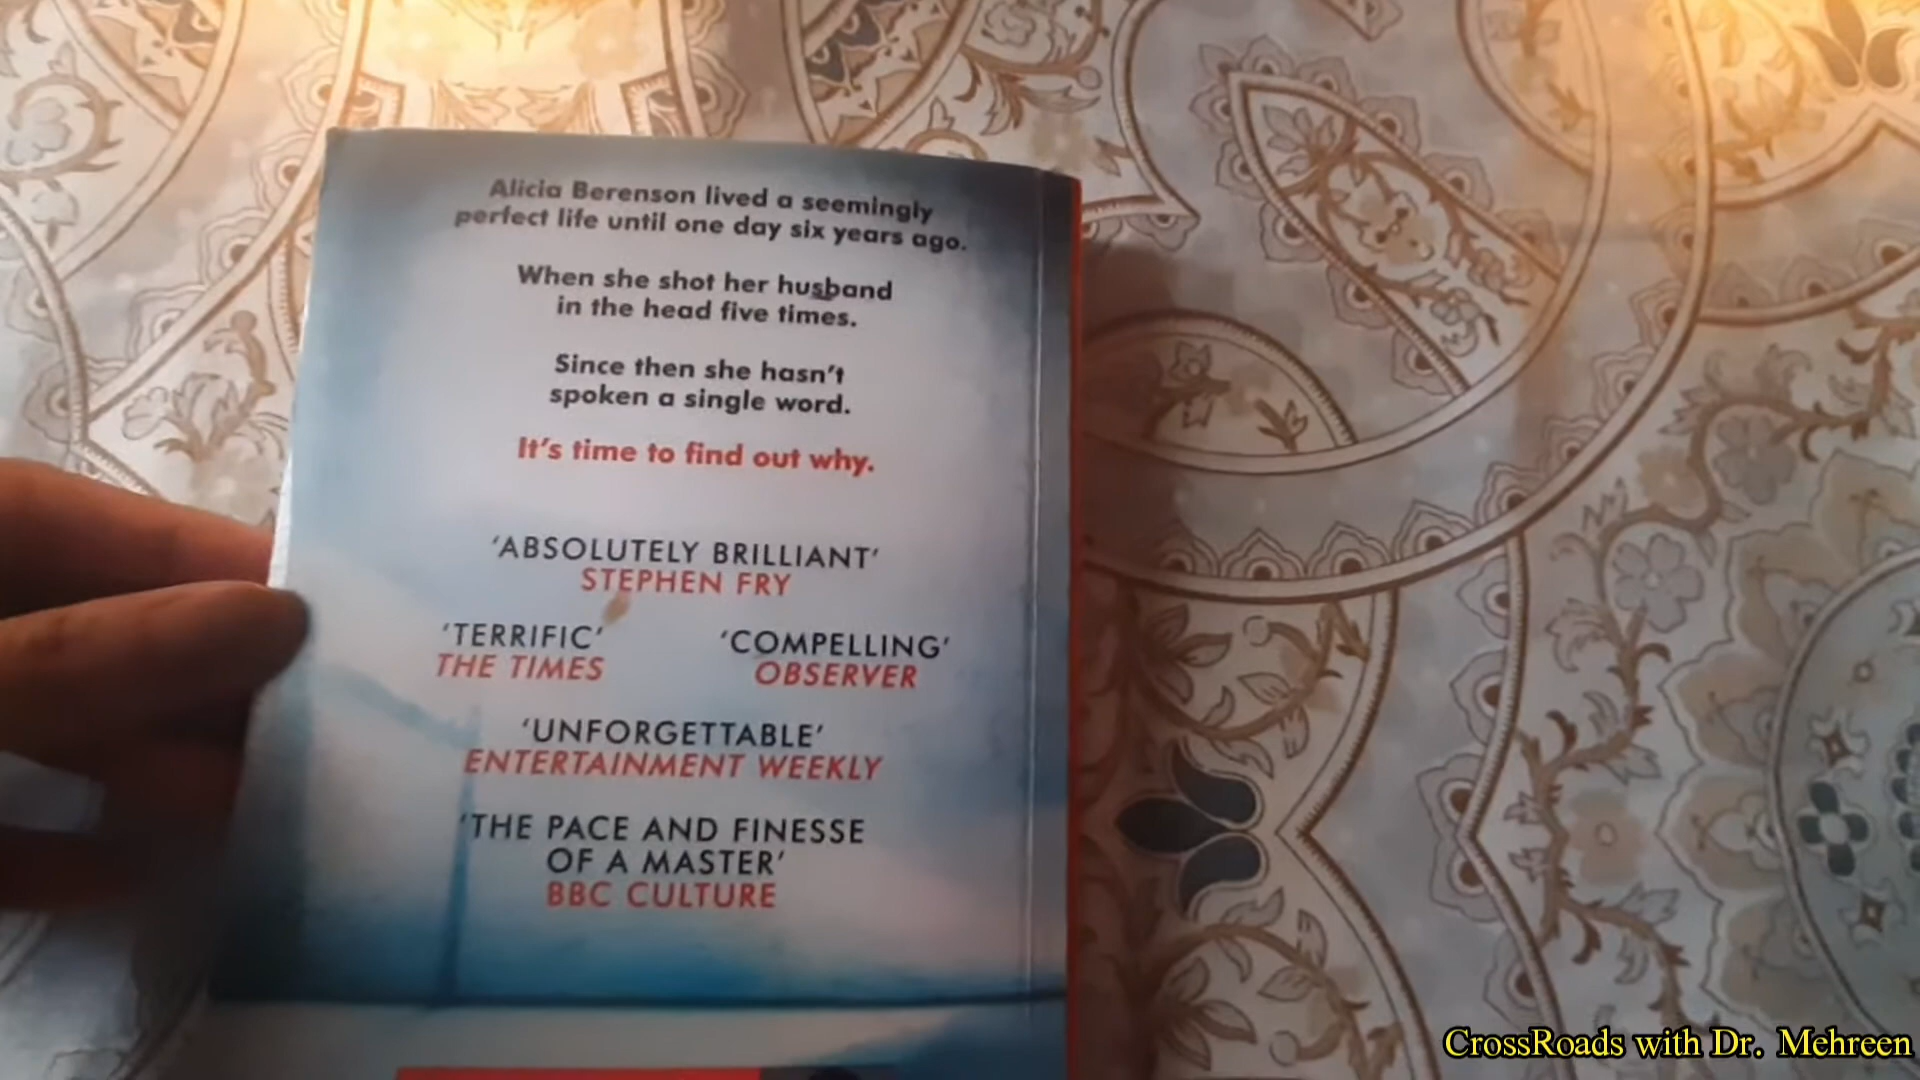 Alicia Berenson lived a seemingly
perfect life until one day six years ago.
When she shot her husband
in the head five times.
Since then she hasn't
spoken a single word.
It's time to find out why.
'ABSOLUTELY BRILLIANT'
STEPHEN FRY
'TERRIFIC'
THE TIMES
'COMPELLING'
OBSERVER
'UNFORGETTABLE'
ENTERTAINMENT WEEKLY
'THE PACE AND FINESSE
OF A MASTER'
BBC CULTURE
CrossRoads with Dr. Mehreen